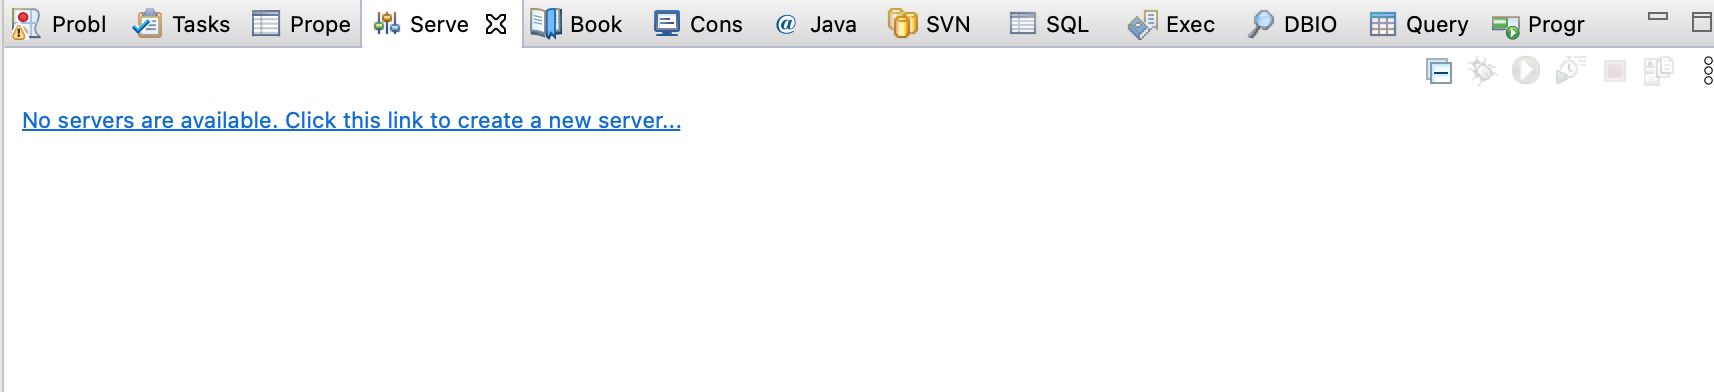 Probl Tasks Prope Serve Book Cons @ Java SVN SQL Exec DBIO Query Progr
No servers are available. Click this link to create a new server...